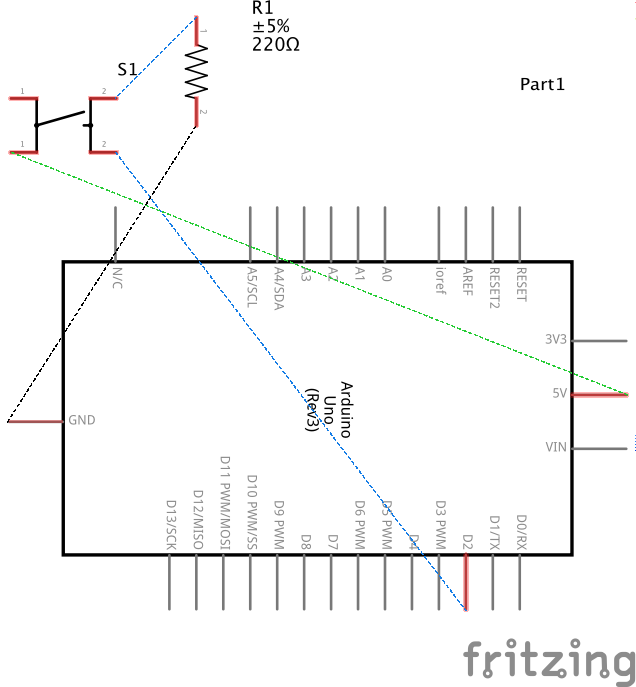 R1
±5%
220Ω
S1
Part1
1
2
1
2
1
2
N/C
A5/SCL
A4/SDA
A3
A2
A1
A0
ioref
AREF
RESET2
RESET
3V3
5V
VIN
GND
Arduino
Uno
(Rev3)
D13/SCK
D12/MISO
D11 PWM/MOSI
D10 PWM/SS
D9 PWM
D8
D7
D6 PWM
D5 PWM
D4
D3 PWM
D2
D1/TX
D0/RX
fritzing